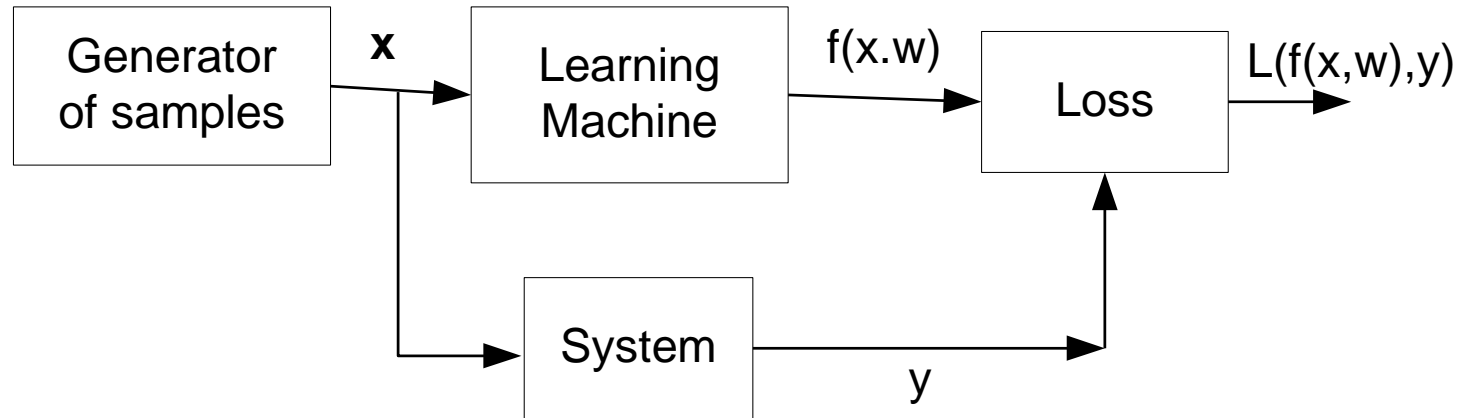 Generator
of samples
x
Learning
Machine
f(x.w)
Loss
L(f(x,w),y)
System
y